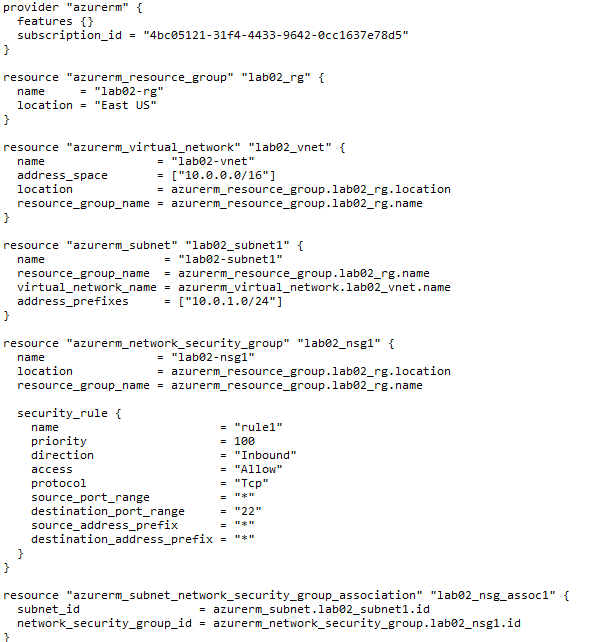 provider "azurerm" {
  features {}
  subscription_id = "4bc05121-31f4-4433-9642-0cc1637e78d5"
}

resource "azurerm_resource_group" "lab02_rg" {
  name     = "lab02-rg"
  location = "East US"
}

resource "azurerm_virtual_network" "lab02_vnet" {
  name                = "lab02-vnet"
  address_space       = ["10.0.0.0/16"]
  location            = azurerm_resource_group.lab02_rg.location
  resource_group_name = azurerm_resource_group.lab02_rg.name
}

resource "azurerm_subnet" "lab02_subnet1" {
  name                 = "lab02-subnet1"
  resource_group_name  = azurerm_resource_group.lab02_rg.name
  virtual_network_name = azurerm_virtual_network.lab02_vnet.name
  address_prefixes     = ["10.0.1.0/24"]
}

resource "azurerm_network_security_group" "lab02_nsg1" {
  name                = "lab02-nsg1"
  location            = azurerm_resource_group.lab02_rg.location
  resource_group_name = azurerm_resource_group.lab02_rg.name

  security_rule {
    name                       = "rule1"
    priority                   = 100
    direction                  = "Inbound"
    access                     = "Allow"
    protocol                   = "Tcp"
    source_port_range          = "*"
    destination_port_range     = "22"
    source_address_prefix      = "*"
    destination_address_prefix = "*"
  }
}

resource "azurerm_subnet_network_security_group_association" "lab02_nsg_assoc1" {
  subnet_id                 = azurerm_subnet.lab02_subnet1.id
  network_security_group_id = azurerm_network_security_group.lab02_nsg1.id
}